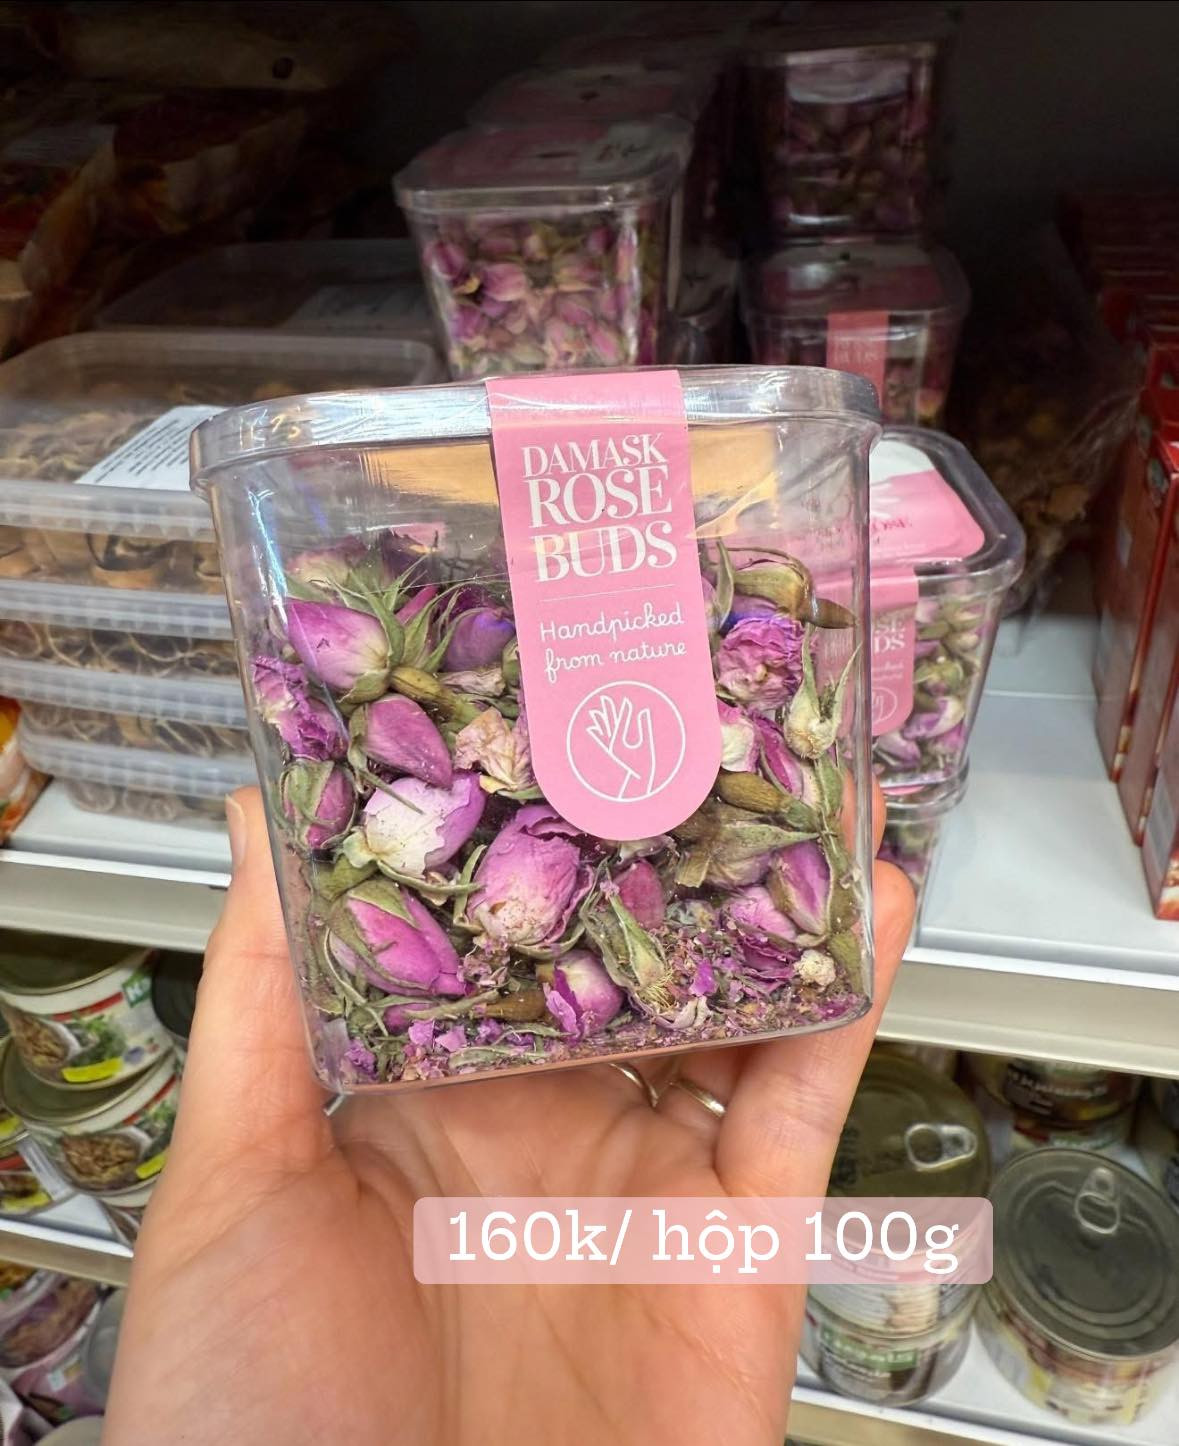 DAMASK
ROSE
BUDS
Handpicked
from nature
160k/ hộp 100g